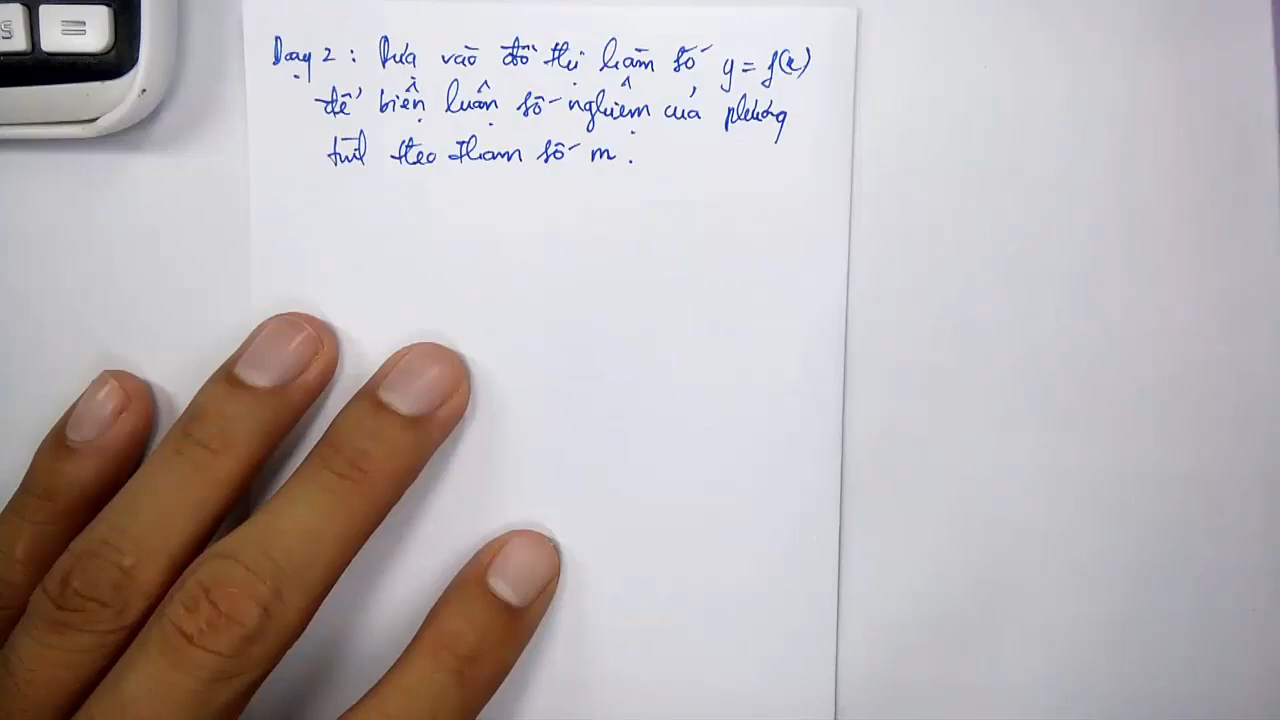 S =
Dạng 2 : Dựa vào đồ thị hàm số y = f(x)
để biện luận số nghiệm của phương
trình theo tham số m .